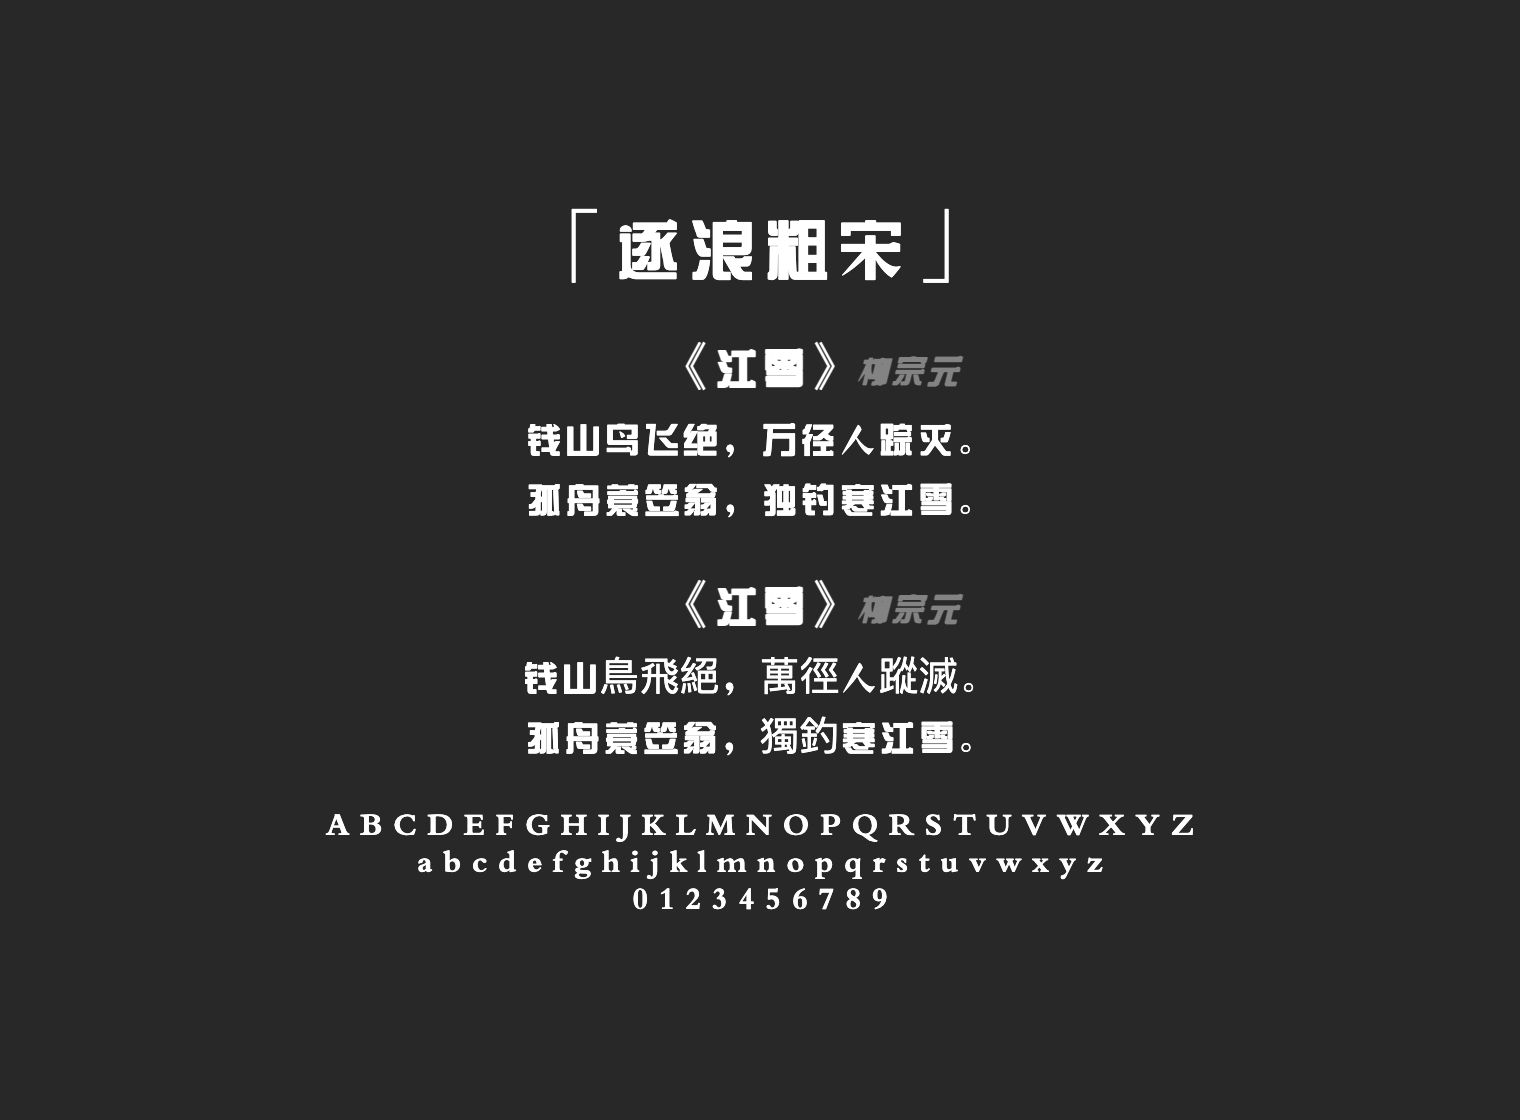 「逐浪粗宋」
《江雪》柳宗元
钱山鸟飞绝，万径人踪灭。
孤舟蓑笠翁，独钓寒江雪。
《江雪》柳宗元
钱山鳥飛絕，萬徑人蹤滅。
孤舟蓑笠翁，獨釣寒江雪。
A B C D E F G H I J K L M N O P Q R S T U V W X Y Z
a b c d e f g h i j k l m n o p q r s t u v w x y z
0 1 2 3 4 5 6 7 8 9